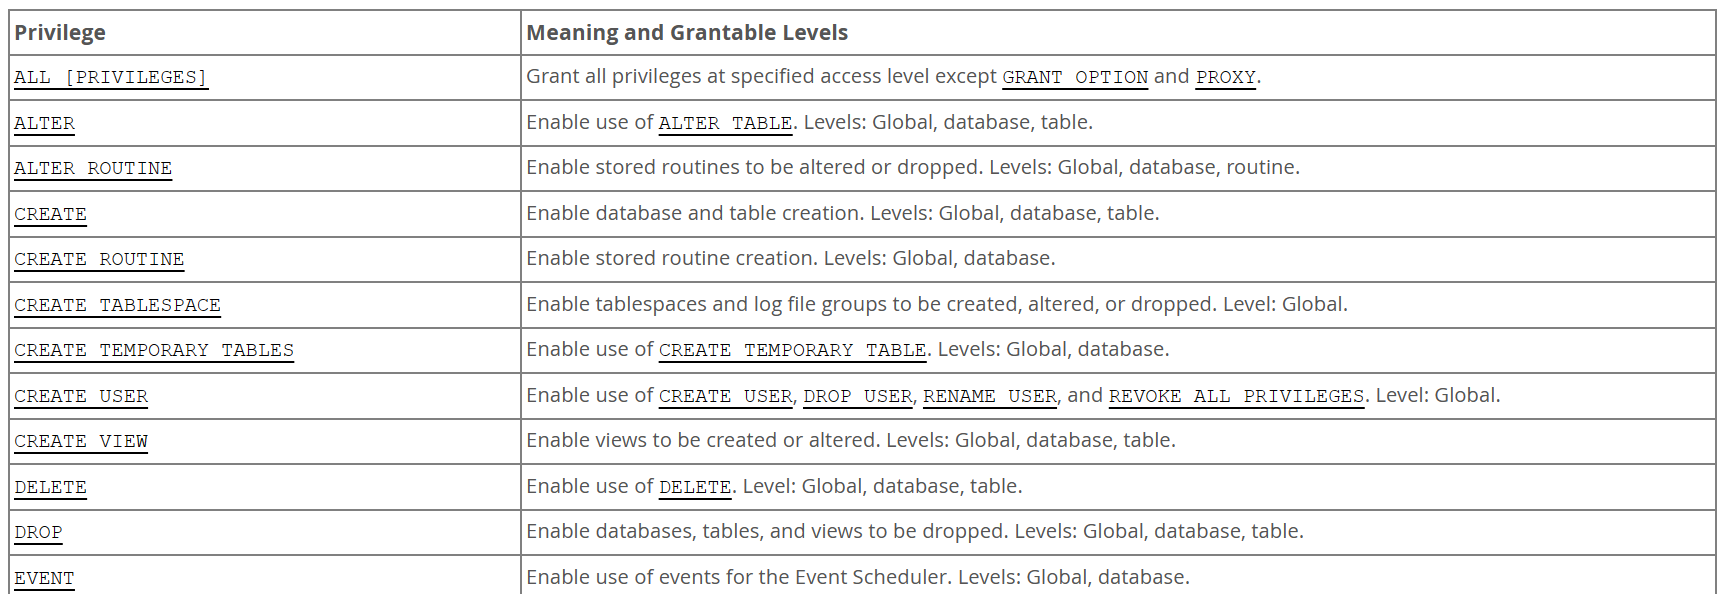 Privilege Meaning and Grantable Levels
ALL [PRIVILEGES] Grant all privileges at specified access level except GRANT OPTION and PROXY.
ALTER Enable use of ALTER TABLE. Levels: Global, database, table.
ALTER ROUTINE Enable stored routines to be altered or dropped. Levels: Global, database, routine.
CREATE Enable database and table creation. Levels: Global, database, table.
CREATE ROUTINE Enable stored routine creation. Levels: Global, database.
CREATE TABLESPACE Enable tablespaces and log file groups to be created, altered, or dropped. Level: Global.
CREATE TEMPORARY TABLES Enable use of CREATE TEMPORARY TABLE. Levels: Global, database.
CREATE USER Enable use of CREATE USER, DROP USER, RENAME USER, and REVOKE ALL PRIVILEGES. Level: Global.
CREATE VIEW Enable views to be created or altered. Levels: Global, database, table.
DELETE Enable use of DELETE. Level: Global, database, table.
DROP Enable databases, tables, and views to be dropped. Levels: Global, database, table.
EVENT Enable use of events for the Event Scheduler. Levels: Global, database.